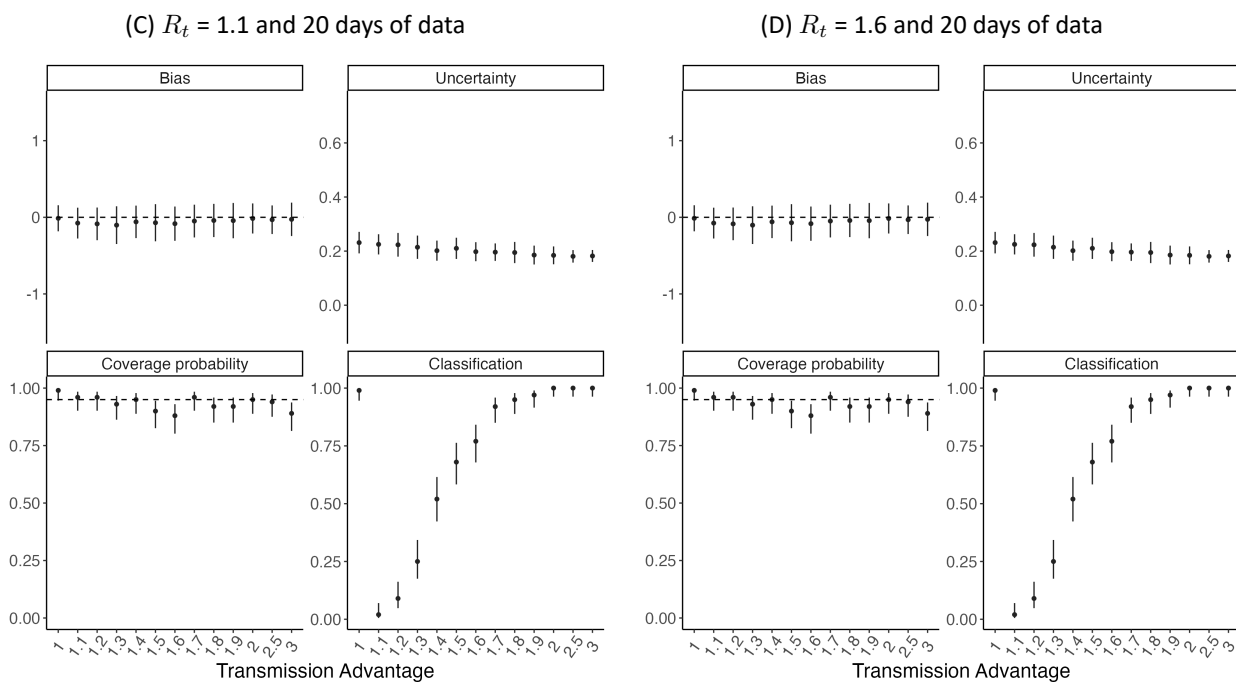 (C) R_t = 1.1 and 20 days of data
Bias
Uncertainty
1
0
-1
0.6
0.4
0.2
0.0
Coverage probability
Classification
1.00
0.75
0.50
0.25
0.00
1.00
0.75
0.50
0.25
0.00
1 1.1 1.2 1.3 1.4 1.5 1.6 1.7 1.8 1.9 2 2.5 3
1 1.1 1.2 1.3 1.4 1.5 1.6 1.7 1.8 1.9 2 2.5 3
Transmission Advantage
(D) R_t = 1.6 and 20 days of data
Bias
Uncertainty
1
0
-1
0.6
0.4
0.2
0.0
Coverage probability
Classification
1.00
0.75
0.50
0.25
0.00
1.00
0.75
0.50
0.25
0.00
1 1.1 1.2 1.3 1.4 1.5 1.6 1.7 1.8 1.9 2 2.5 3
1 1.1 1.2 1.3 1.4 1.5 1.6 1.7 1.8 1.9 2 2.5 3
Transmission Advantage